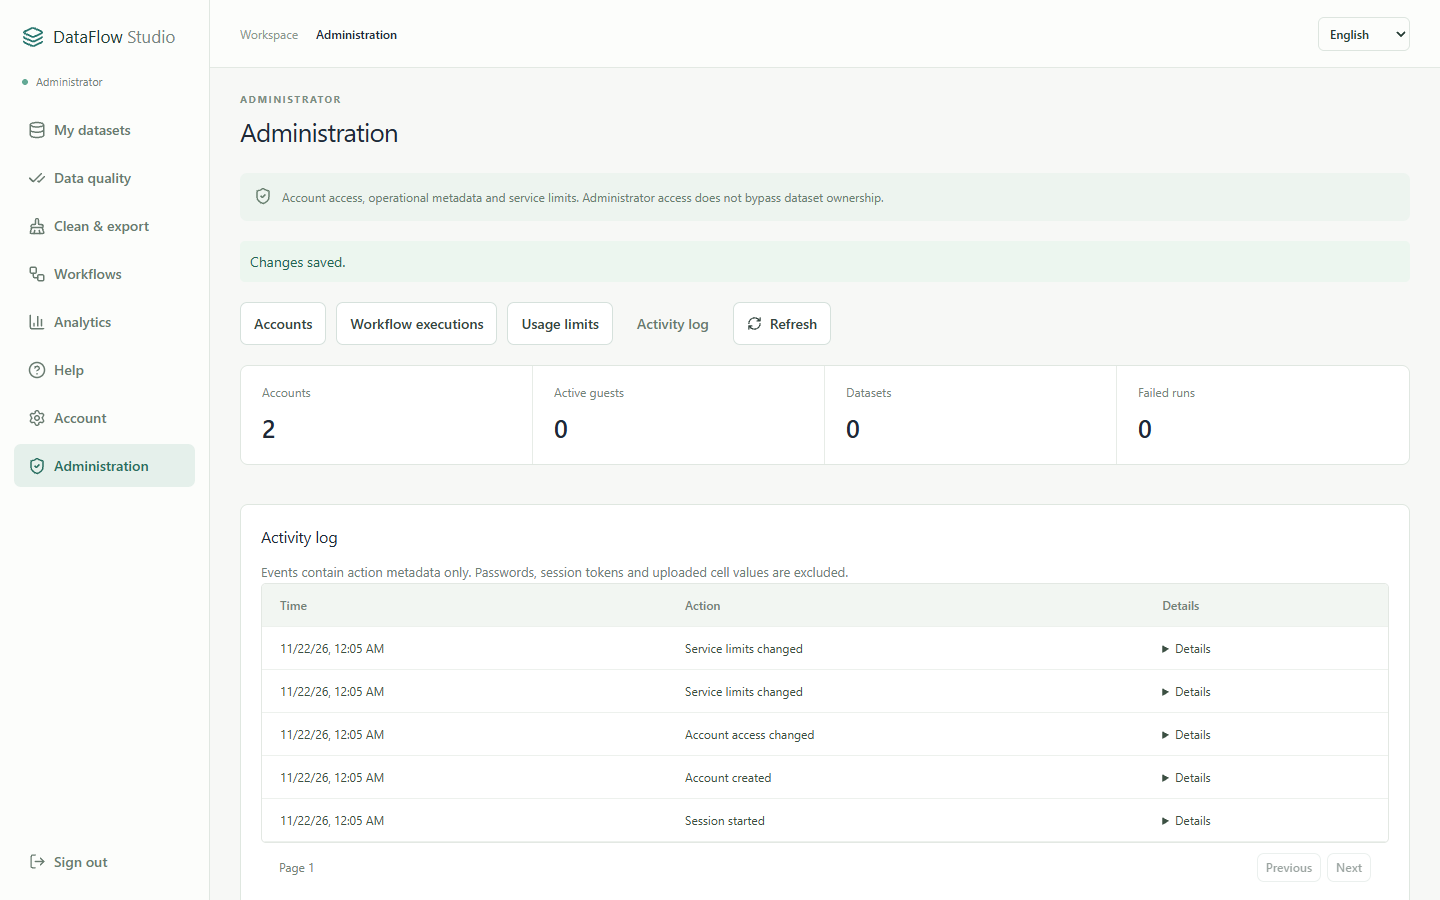 DataFlow Studio
Workspace Administration
English
Administrator
My datasets
Data quality
Clean & export
Workflows
Analytics
Help
Account
Administration
Sign out
ADMINISTRATOR
Administration
Account access, operational metadata and service limits. Administrator access does not bypass dataset ownership.
Changes saved.
Accounts Workflow executions Usage limits Activity log Refresh
Accounts Active guests Datasets Failed runs
2 0 0 0
Activity log
Events contain action metadata only. Passwords, session tokens and uploaded cell values are excluded.
Time Action Details
11/22/26, 12:05 AM Service limits changed Details
11/22/26, 12:05 AM Service limits changed Details
11/22/26, 12:05 AM Account access changed Details
11/22/26, 12:05 AM Account created Details
11/22/26, 12:05 AM Session started Details
Page 1 Previous Next